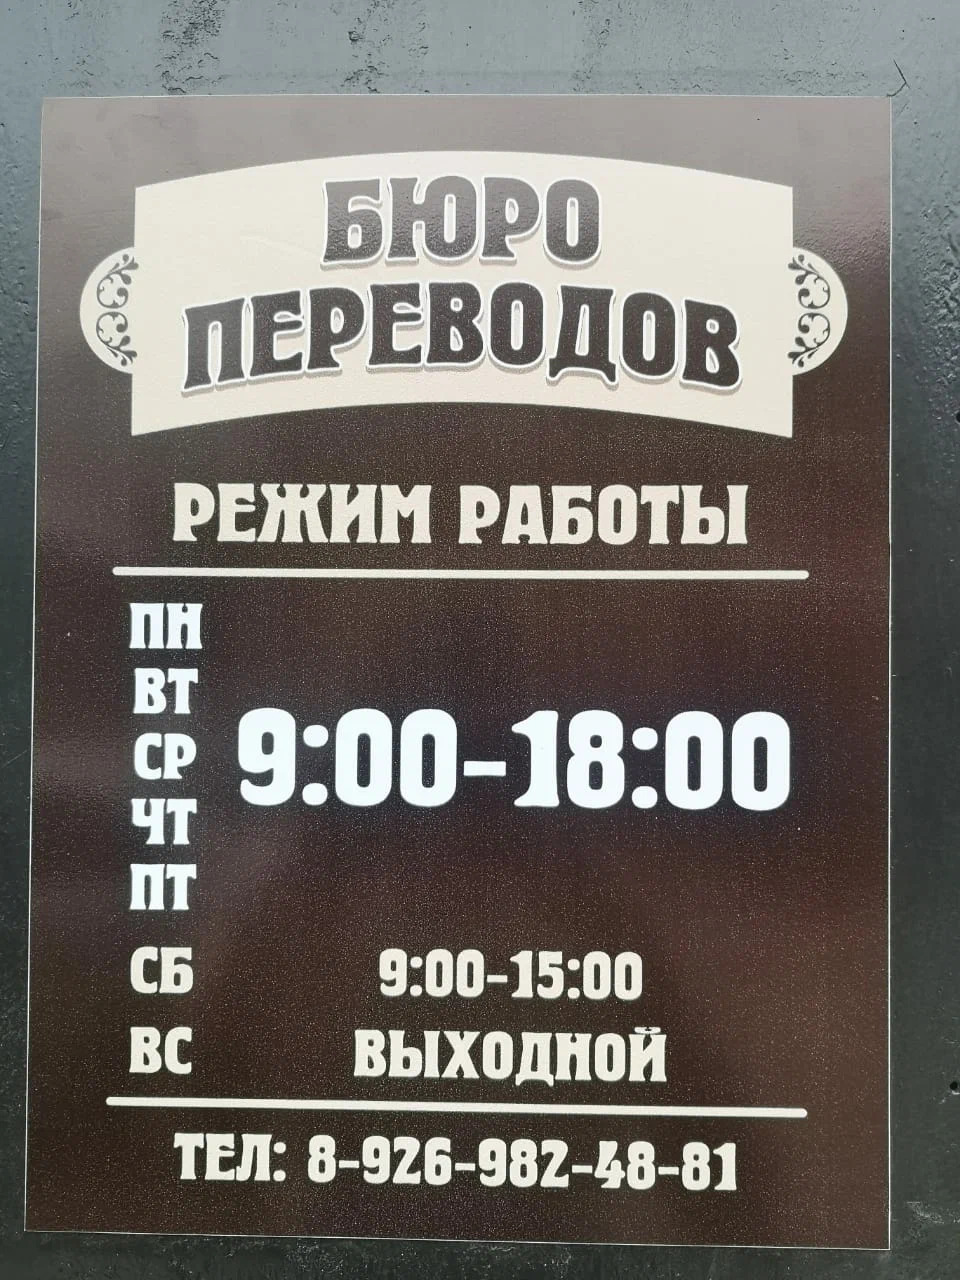 БЮРО
ПЕРЕВОДОВ
РЕЖИМ РАБОТЫ
ПН
ВТ
СР 9:00-18:00
ЧТ
ПТ
СБ 9:00-15:00
ВС ВЫХОДНОЙ
ТЕЛ: 8-926-982-48-81